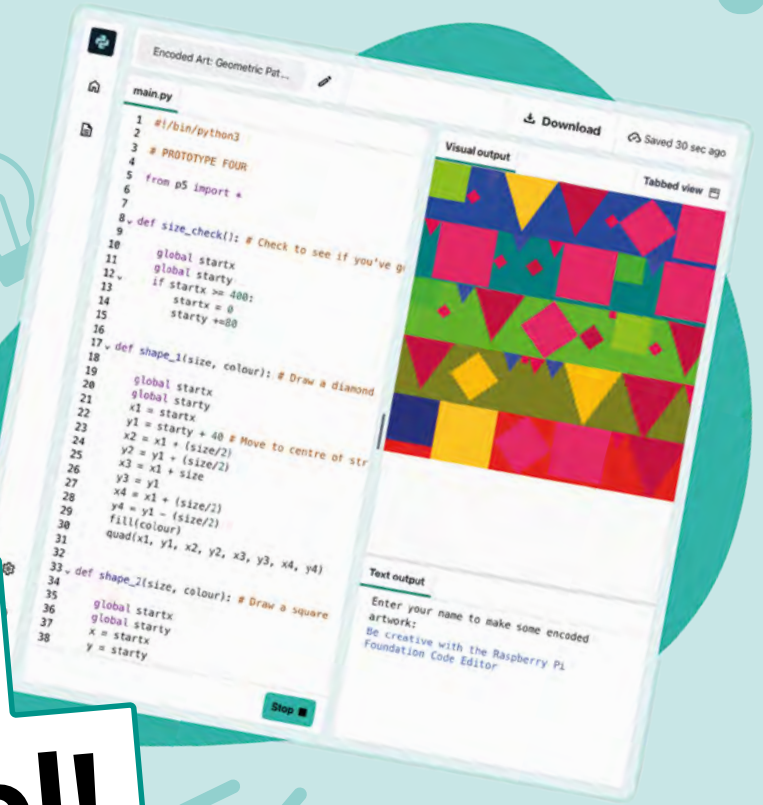 Encoded Art: Geometric Pat...
Download
Saved 30 sec ago
main.py
Visual output
Tabbed view
1 #!/bin/python3
2
3 # PROTOTYPE FOUR
4
5 from p5 import *
6
7
8 def size_check(): # Check to see if you've g
9
10 global startx
11 global starty
12 if startx >= 400:
13 startx = 0
14 starty +=80
15
16
17 def shape_1(size, colour): # Draw a diamond
18
19 global startx
20 global starty
21 x1 = startx
22 y1 = starty + 40 # Move to centre of str
23 x2 = x1 + (size/2)
24 y2 = y1 + (size/2)
25 x3 = x1 + size
26 y3 = y1
27 x4 = x1 + (size/2)
28 y4 = y1 - (size/2)
29 fill(colour)
30 quad(x1, y1, x2, y2, x3, y3, x4, y4)
31
32
33 def shape_2(size, colour): # Draw a square
34
35 global startx
36 global starty
37 x = startx
38 y = starty
Text output
Enter your name to make some encoded
artwork:
Be creative with the Raspberry Pi
Foundation Code Editor
Stop